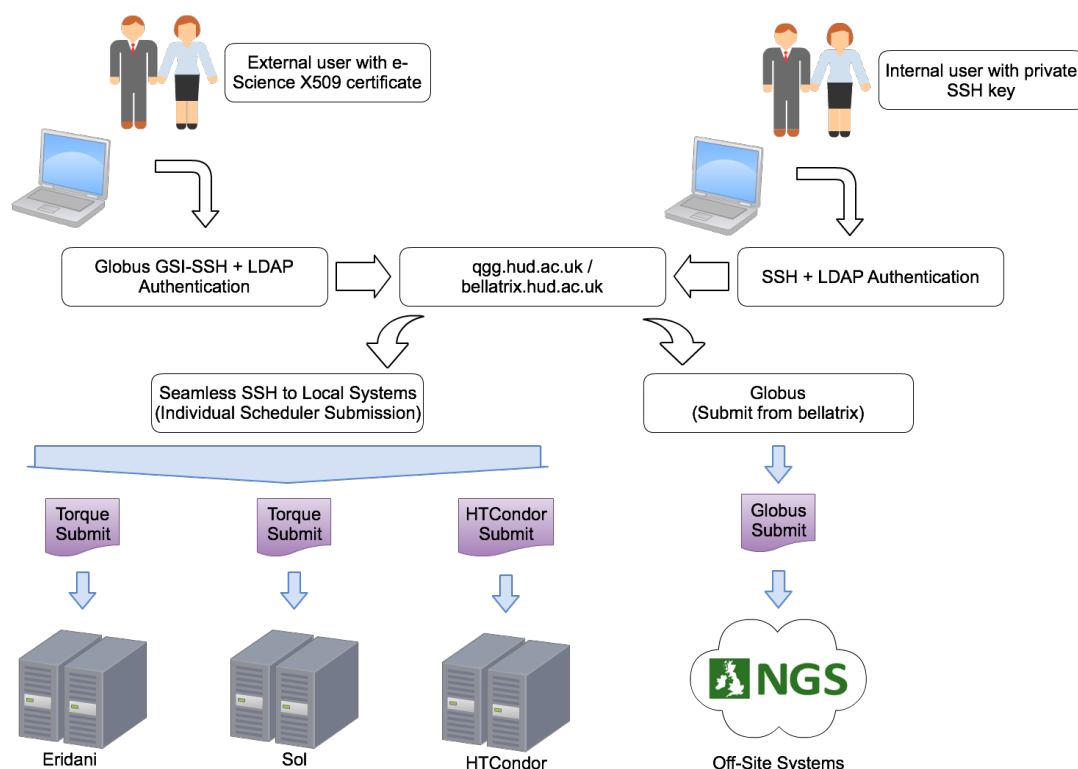 External user with e-
Science X509 certificate
Internal user with private
SSH key
Globus GSI-SSH + LDAP
Authentication
qgg.hud.ac.uk /
bellatrix.hud.ac.uk
SSH + LDAP Authentication
Seamless SSH to Local Systems
(Individual Scheduler Submission)
Globus
(Submit from bellatrix)
Torque
Submit
Torque
Submit
HTCondor
Submit
Globus
Submit
NGS
Eridani
Sol
HTCondor
Off-Site Systems